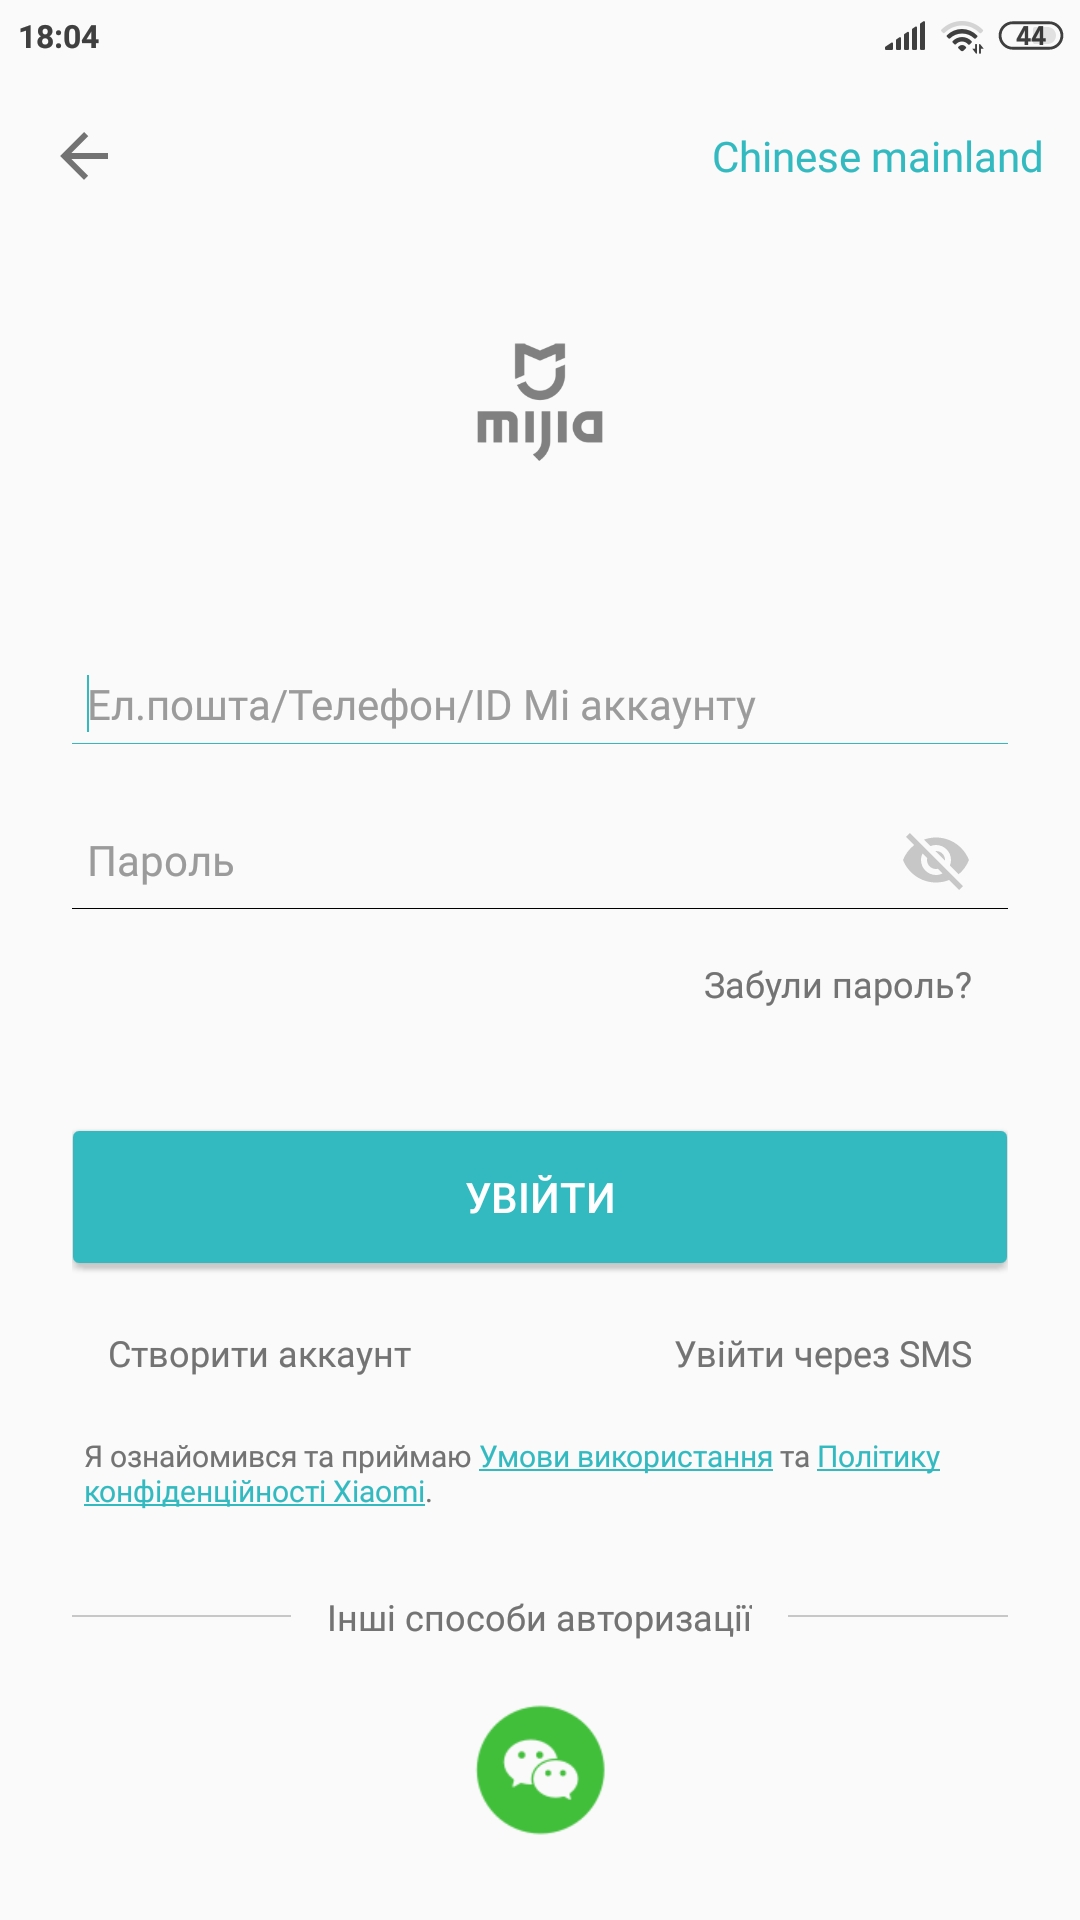 18:04
44
Chinese mainland
mijia
Ел.пошта/Телефон/ID Mi аккаунту
Пароль
Забули пароль?
УВІЙТИ
Створити аккаунт
Увійти через SMS
Я ознайомився та приймаю Умови використання та Політику
конфіденційності Xiaomi.
Інші способи авторизації